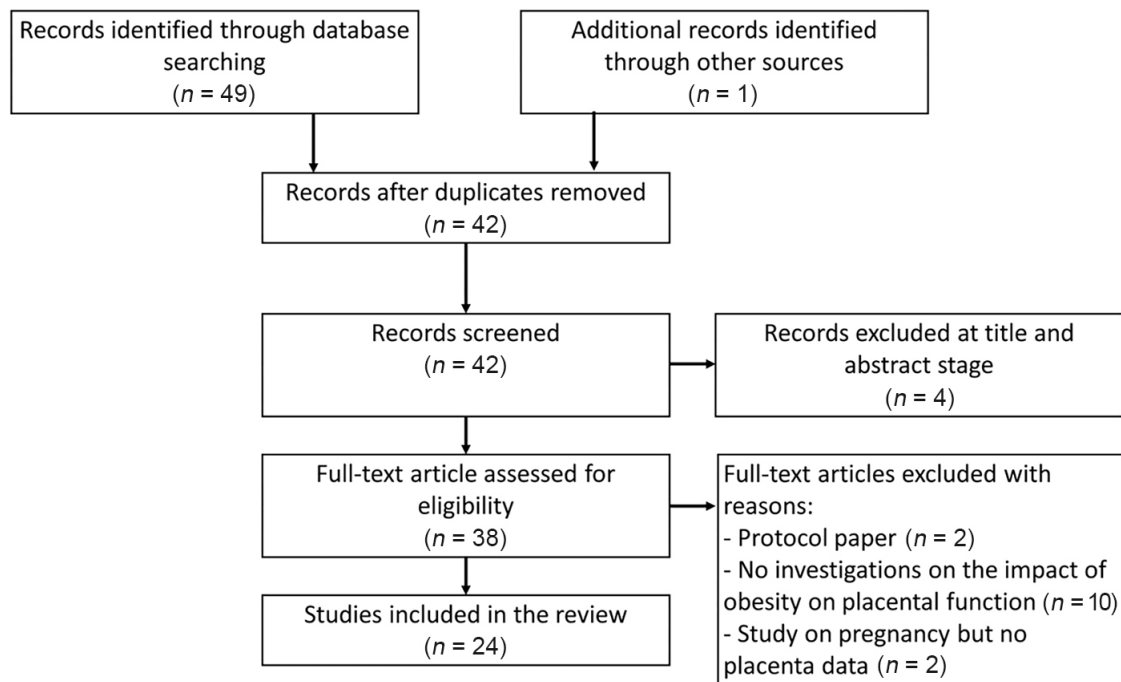 Records identified through database
searching
(n = 49)
Additional records identified
through other sources
(n = 1)
Records after duplicates removed
(n = 42)
Records screened
(n = 42)
Records excluded at title and
abstract stage
(n = 4)
Full-text article assessed for
eligibility
(n = 38)
Full-text articles excluded with
reasons:
- Protocol paper (n = 2)
- No investigations on the impact of
obesity on placental function (n = 10)
- Study on pregnancy but no
placenta data (n = 2)
Studies included in the review
(n = 24)